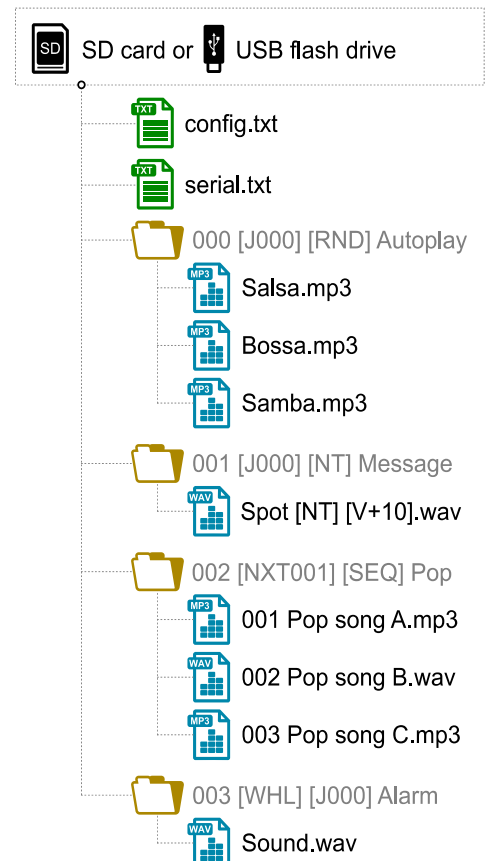 SD SD card or USB flash drive
TXT config.txt
TXT serial.txt
000 [J000] [RND] Autoplay
MP3 Salsa.mp3
MP3 Bossa.mp3
MP3 Samba.mp3
001 [J000] [NT] Message
WAV Spot [NT] [V+10].wav
002 [NXT001] [SEQ] Pop
MP3 001 Pop song A.mp3
WAV 002 Pop song B.wav
MP3 003 Pop song C.mp3
003 [WHL] [J000] Alarm
WAV Sound.wav